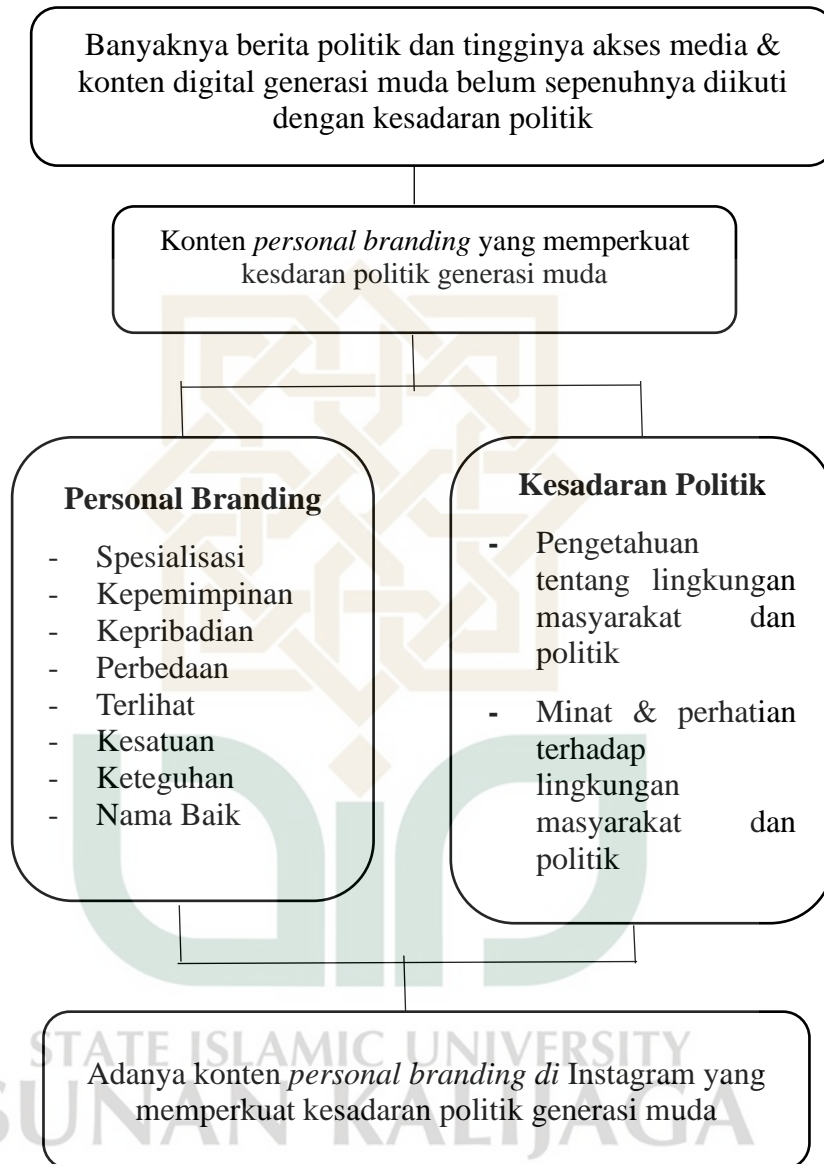 Banyaknya berita politik dan tingginya akses media &
konten digital generasi muda belum sepenuhnya diikuti
dengan kesadaran politik
Konten personal branding yang memperkuat
kesdaran politik generasi muda
Personal Branding
- Spesialisasi
- Kepemimpinan
- Kepribadian
- Perbedaan
- Terlihat
- Kesatuan
- Keteguhan
- Nama Baik
Kesadaran Politik
- Pengetahuan
tentang lingkungan
masyarakat dan
politik
- Minat & perhatian
terhadap
lingkungan
masyarakat dan
politik
STATE ISLAMIC UNIVERSITY
Adanya konten personal branding di Instagram yang
memperkuat kesadaran politik generasi muda
SUNAN KALIJAGA